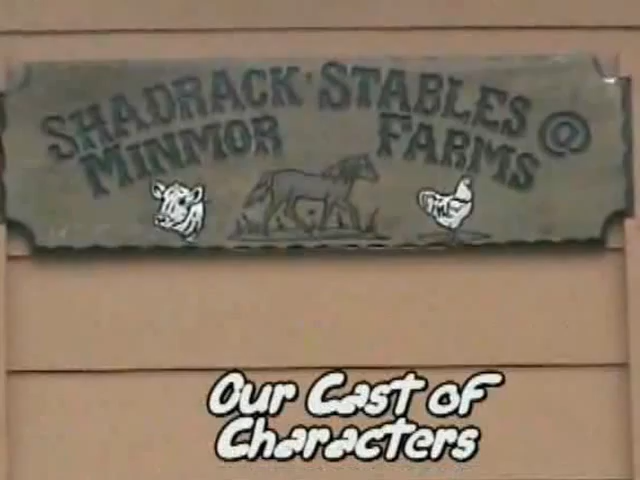 SHADRACK · STABLES @
MINMOR FARMS
Our Cast of
Characters